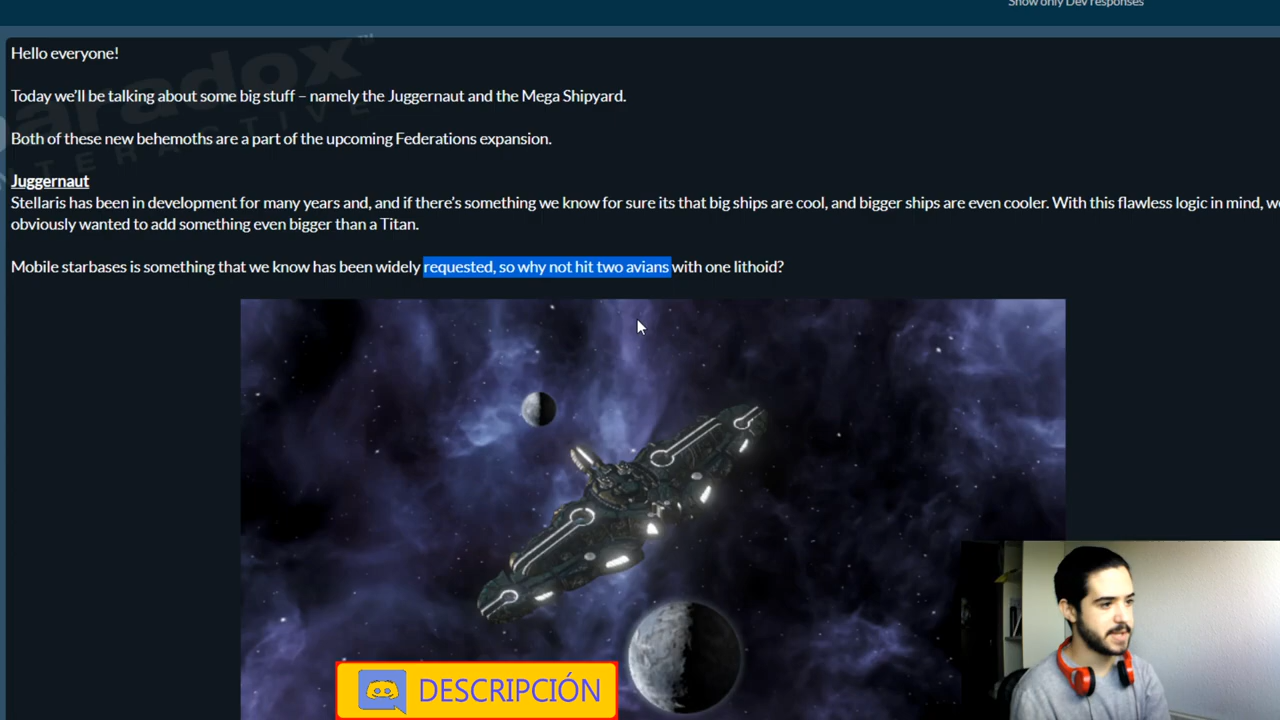 Show only Dev responses
Hello everyone!
paradox™
INTERACTIVE
Today we'll be talking about some big stuff – namely the Juggernaut and the Mega Shipyard.
Both of these new behemoths are a part of the upcoming Federations expansion.
Juggernaut
Stellaris has been in development for many years and, and if there's something we know for sure its that big ships are cool, and bigger ships are even cooler. With this flawless logic in mind, we
obviously wanted to add something even bigger than a Titan.
Mobile starbases is something that we know has been widely requested, so why not hit two avians with one lithoid?
DESCRIPCIÓN